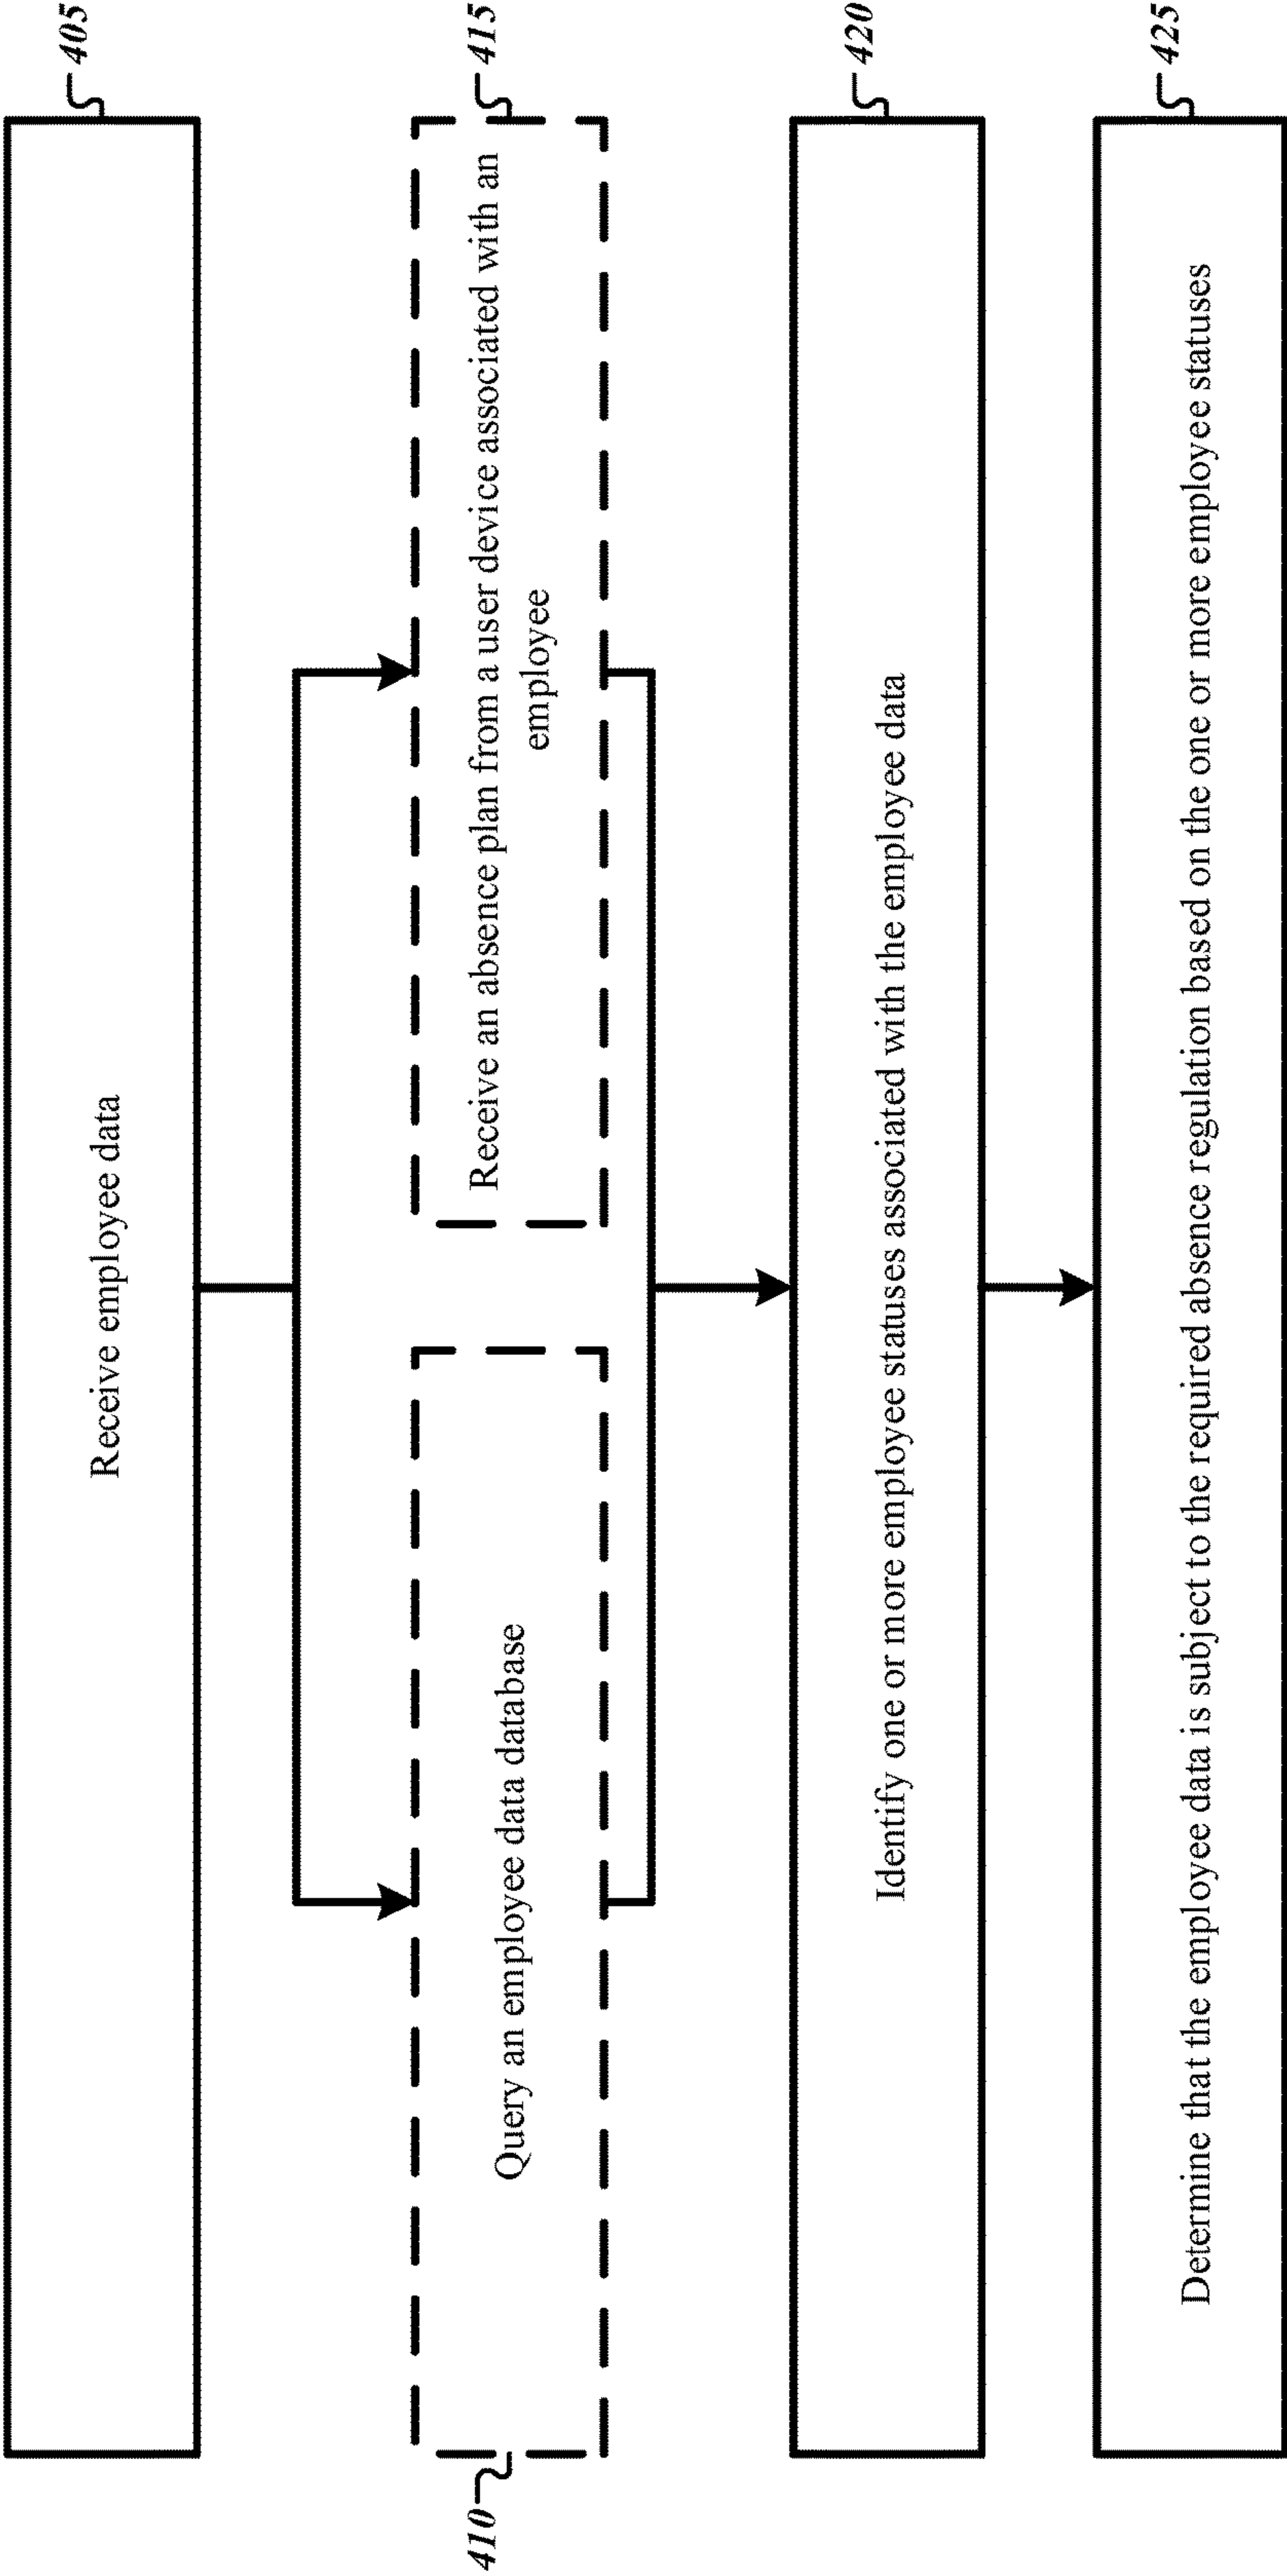 Receive employee data
405
Query an employee data database
410
Receive an absence plan from a user device associated with an
employee
415
Identify one or more employee statuses associated with the employee data
420
Determine that the employee data is subject to the required absence regulation based on the one or more employee statuses
425